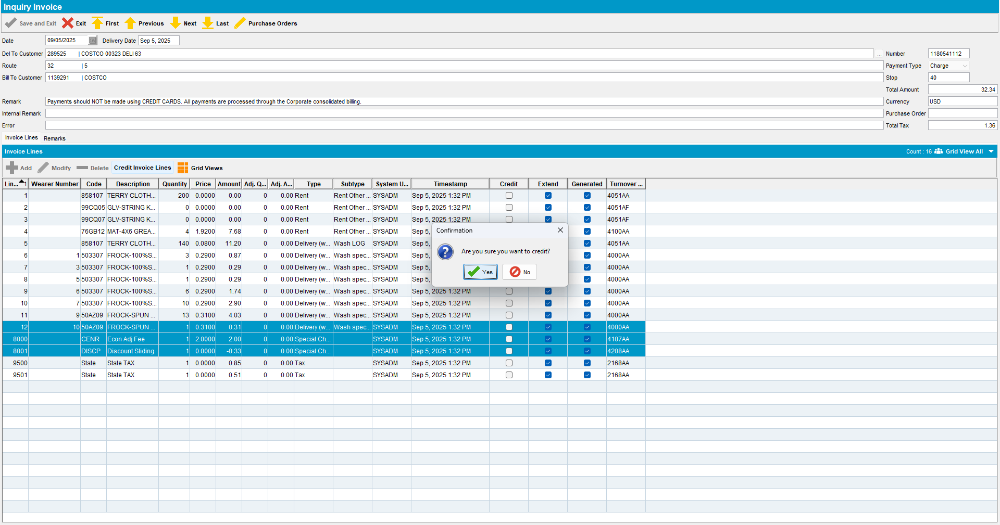 Inquiry Invoice
Save and Exit Exit First Previous Next Last Purchase Orders
Date 09/05/2025 16 Delivery Date Sep 5, 2025
Del To Customer 289525 | COSTCO 00323 DELI 63 ... Number 1180541112
Route 32 | 5 Payment Type Charge
Bill To Customer 1139291 | COSTCO Stop 40
Total Amount 32.34
Remark Payments should NOT be made using CREDIT CARDS. All payments are processed through the Corporate consolidated billing. Currency USD
Internal Remark Purchase Order
Error Total Tax 1.36
Invoice Lines Remarks
Invoice Lines Count : 16 Grid View All
Add Modify Delete Credit Invoice Lines Grid Views
Lin... 1 Wearer Number Code Description Quantity Price Amount Adj. Q... Adj. A... Type Subtype System U... Timestamp Credit Extend Generated Turnover ...
1 858107 TERRY CLOTH... 200 0.0000 0.00 0 0.00 Rent Rent Other ... SYSADM Sep 5, 2025 1:32 PM 4051AA
2 99CQ05 GLV-STRING K... 0 0.0000 0.00 0 0.00 Rent Rent Other ... SYSADM Sep 5, 2025 1:32 PM 4051AF
3 99CQ07 GLV-STRING K... 0 0.0000 0.00 0 0.00 Rent Rent Other ... SYSADM Sep 5, 2025 1:32 PM 4051AF
4 76GB12 MAT-4X6 GREA... 4 1.9200 7.68 0 0.00 Rent Rent Other ... SYSADM Sep 5, 4100AA
5 858107 TERRY CLOTH... 140 0.0800 11.20 0 0.00 Delivery (w... Wash LOG SYSADM Sep 5, 4051AA
6 1 503307 FROCK-100%S... 3 0.2900 0.87 0 0.00 Delivery (w... Wash spec... SYSADM Sep 5, 4000AA
7 3 503307 FROCK-100%S... 1 0.2900 0.29 0 0.00 Delivery (w... Wash spec... SYSADM Sep 5, 4000AA
8 5 503307 FROCK-100%S... 1 0.2900 0.29 0 0.00 Delivery (w... Wash spec... SYSADM Sep 5, 4000AA
9 6 503307 FROCK-100%S... 6 0.2900 1.74 0 0.00 Delivery (w... Wash spec... SYSADM Sep 5, 2025 1:32 PM 4000AA
10 7 503307 FROCK-100%S... 10 0.2900 2.90 0 0.00 Delivery (w... Wash spec... SYSADM Sep 5, 2025 1:32 PM 4000AA
11 9 50AZ09 FROCK-SPUN ... 13 0.3100 4.03 0 0.00 Delivery (w... Wash spec... SYSADM Sep 5, 2025 1:32 PM 4000AA
12 10 50AZ09 FROCK-SPUN ... 1 0.3100 0.31 0 0.00 Delivery (w... Wash spec... SYSADM Sep 5, 2025 1:32 PM 4000AA
8000 CENR Econ Adj Fee 1 2.0000 2.00 0 0.00 Special Ch... SYSADM Sep 5, 2025 1:32 PM 4107AA
8001 DISCP Discount Sliding 1 0.0000 -0.33 0 0.00 Special Ch... SYSADM Sep 5, 2025 1:32 PM 4208AA
9500 State State TAX 1 0.0000 0.85 0 0.00 Tax SYSADM Sep 5, 2025 1:32 PM 2168AA
9501 State State TAX 1 0.0000 0.51 0 0.00 Tax SYSADM Sep 5, 2025 1:32 PM 2168AA
Confirmation
Are you sure you want to credit?
Yes No